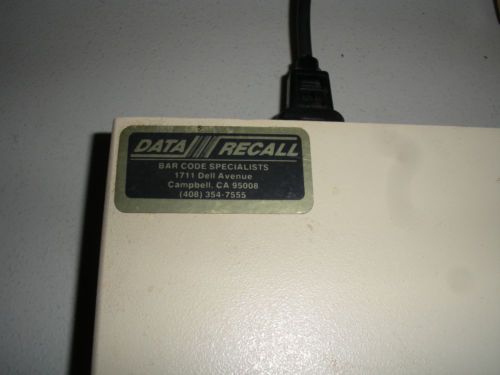 DATA RECALL
BAR CODE SPECIALISTS
1711 Dell Avenue
Campbell, CA 95008
(408) 354-7555